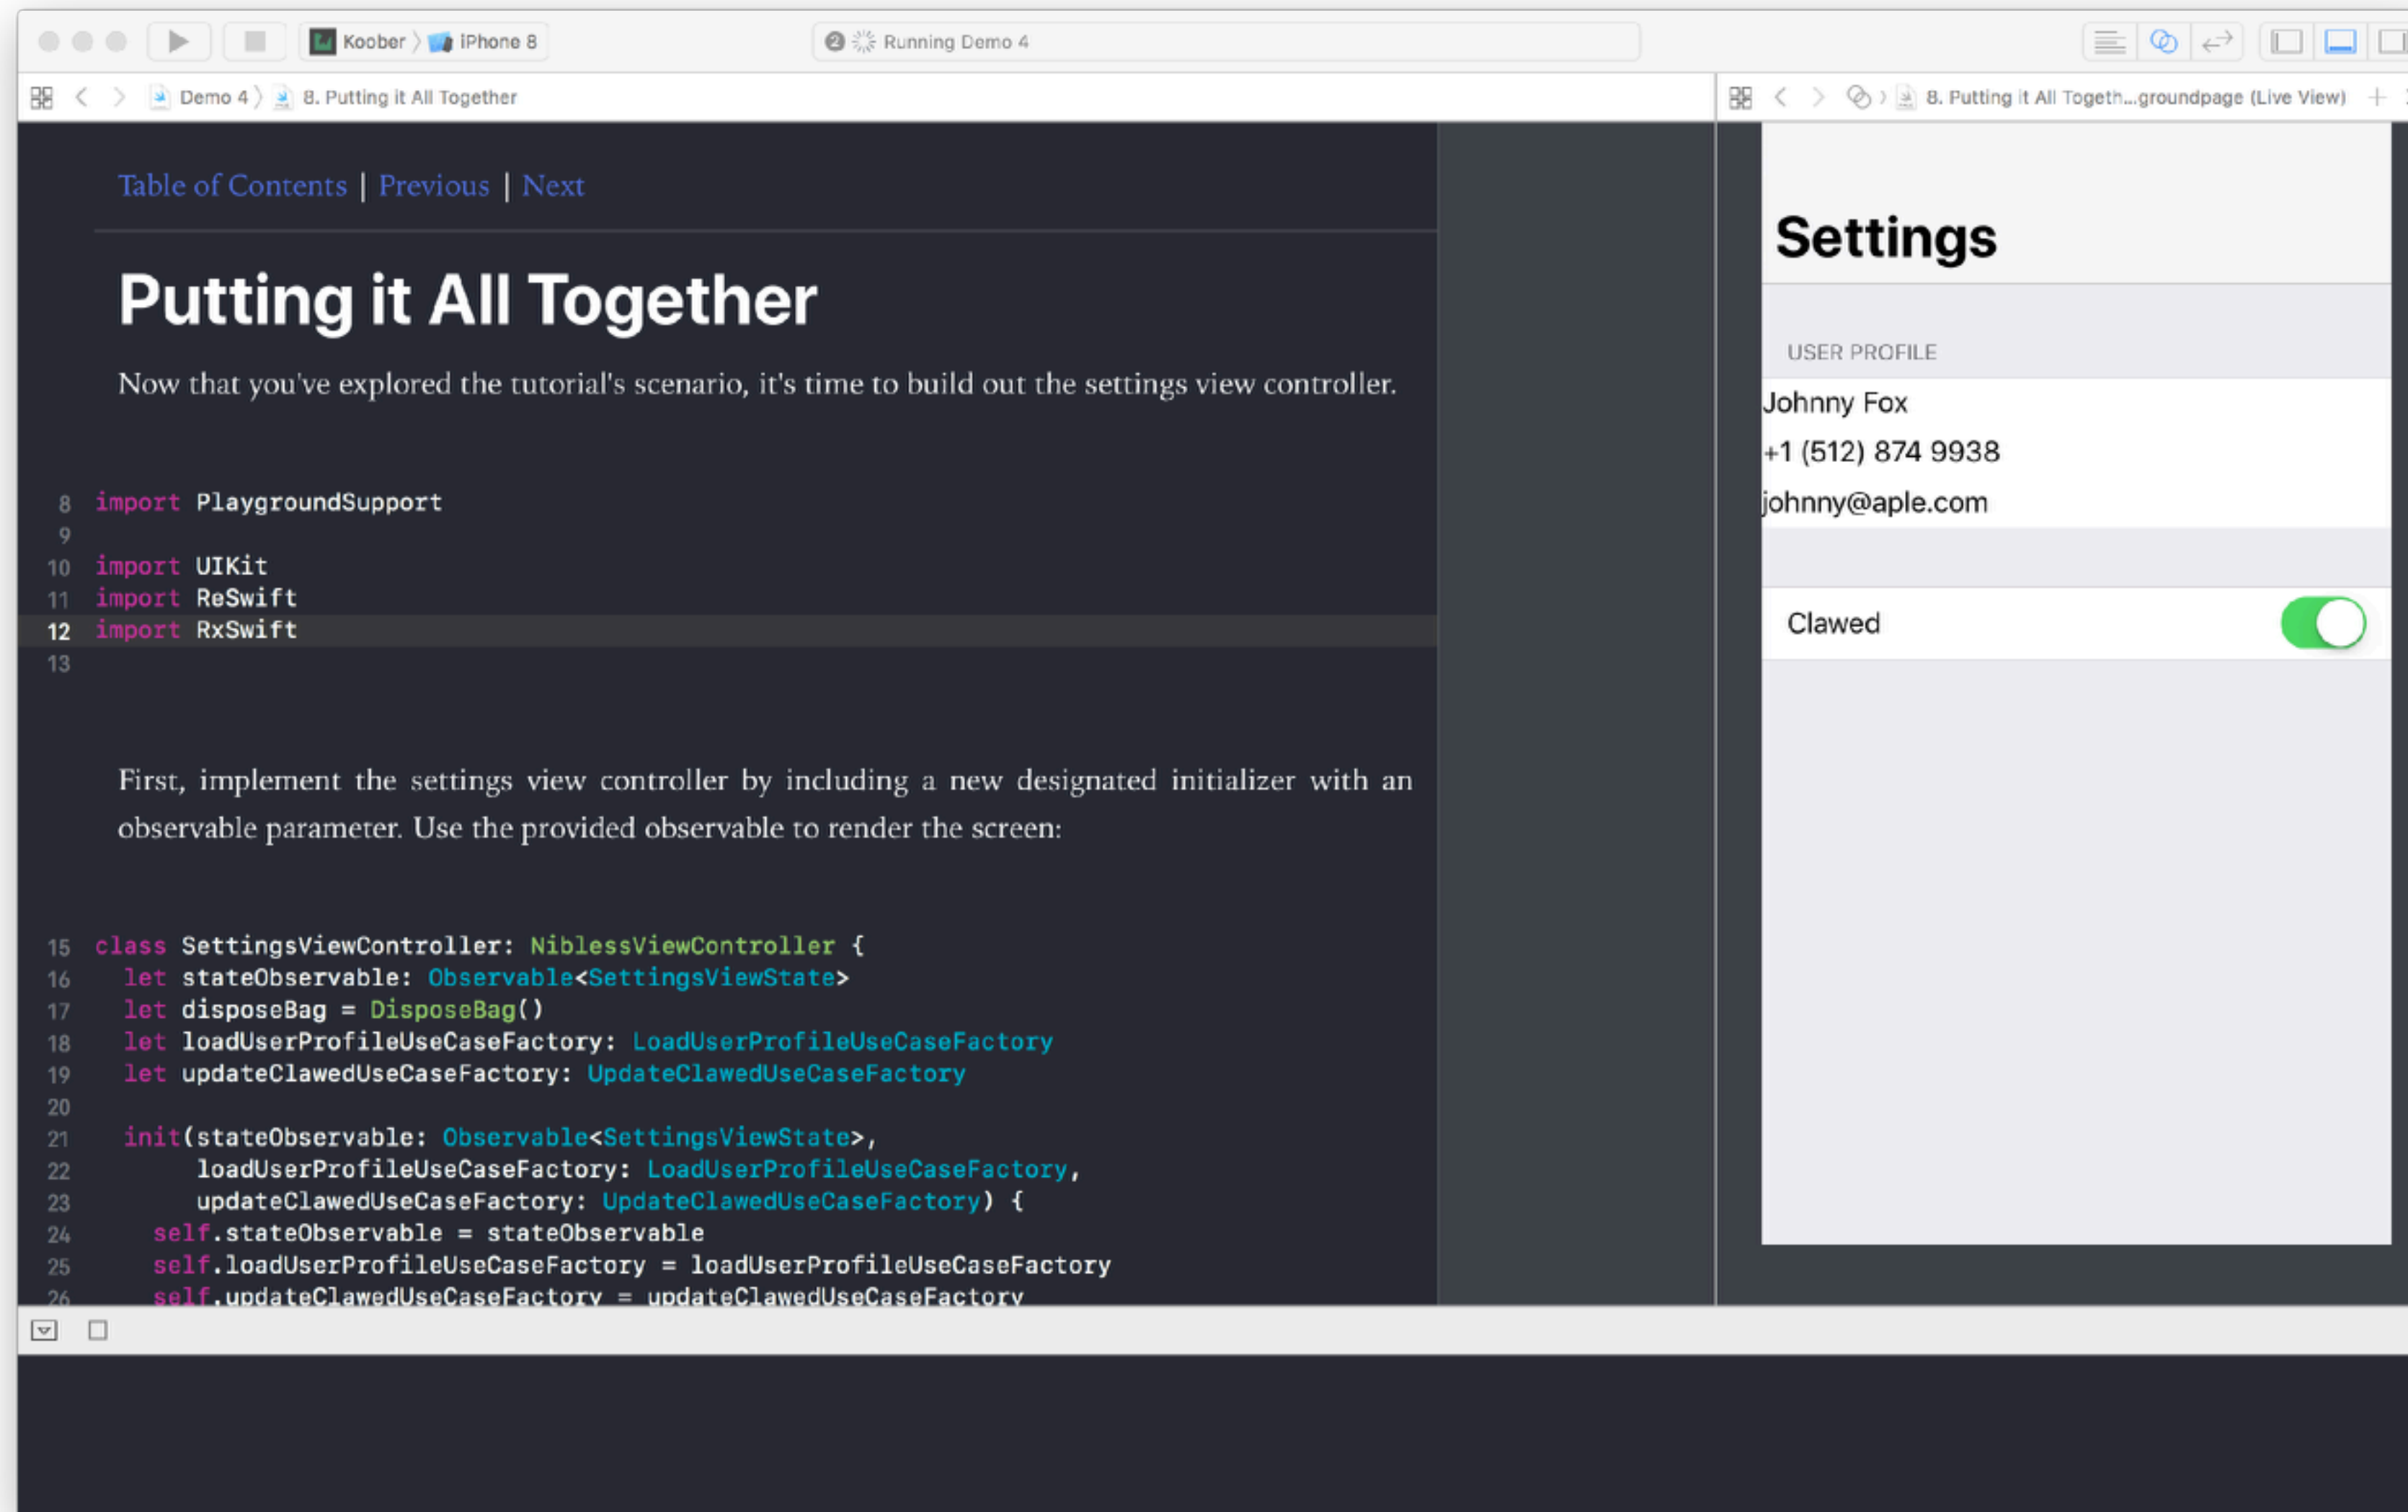 Koober 〉 iPhone 8
2 Running Demo 4
Demo 4 〉 8. Putting it All Together
8. Putting it All Togeth...groundpage (Live View)
Table of Contents | Previous | Next
Putting it All Together
Now that you've explored the tutorial's scenario, it's time to build out the settings view controller.
8 import PlaygroundSupport
9
10 import UIKit
11 import ReSwift
12 import RxSwift
13
First, implement the settings view controller by including a new designated initializer with an
observable parameter. Use the provided observable to render the screen:
15 class SettingsViewController: NiblessViewController {
16 let stateObservable: Observable<SettingsViewState>
17 let disposeBag = DisposeBag()
18 let loadUserProfileUseCaseFactory: LoadUserProfileUseCaseFactory
19 let updateClawedUseCaseFactory: UpdateClawedUseCaseFactory
20
21 init(stateObservable: Observable<SettingsViewState>,
22 loadUserProfileUseCaseFactory: LoadUserProfileUseCaseFactory,
23 updateClawedUseCaseFactory: UpdateClawedUseCaseFactory) {
24 self.stateObservable = stateObservable
25 self.loadUserProfileUseCaseFactory = loadUserProfileUseCaseFactory
26 self.updateClawedUseCaseFactory = updateClawedUseCaseFactory
Settings
USER PROFILE
Johnny Fox
+1 (512) 874 9938
johnny@aple.com
Clawed